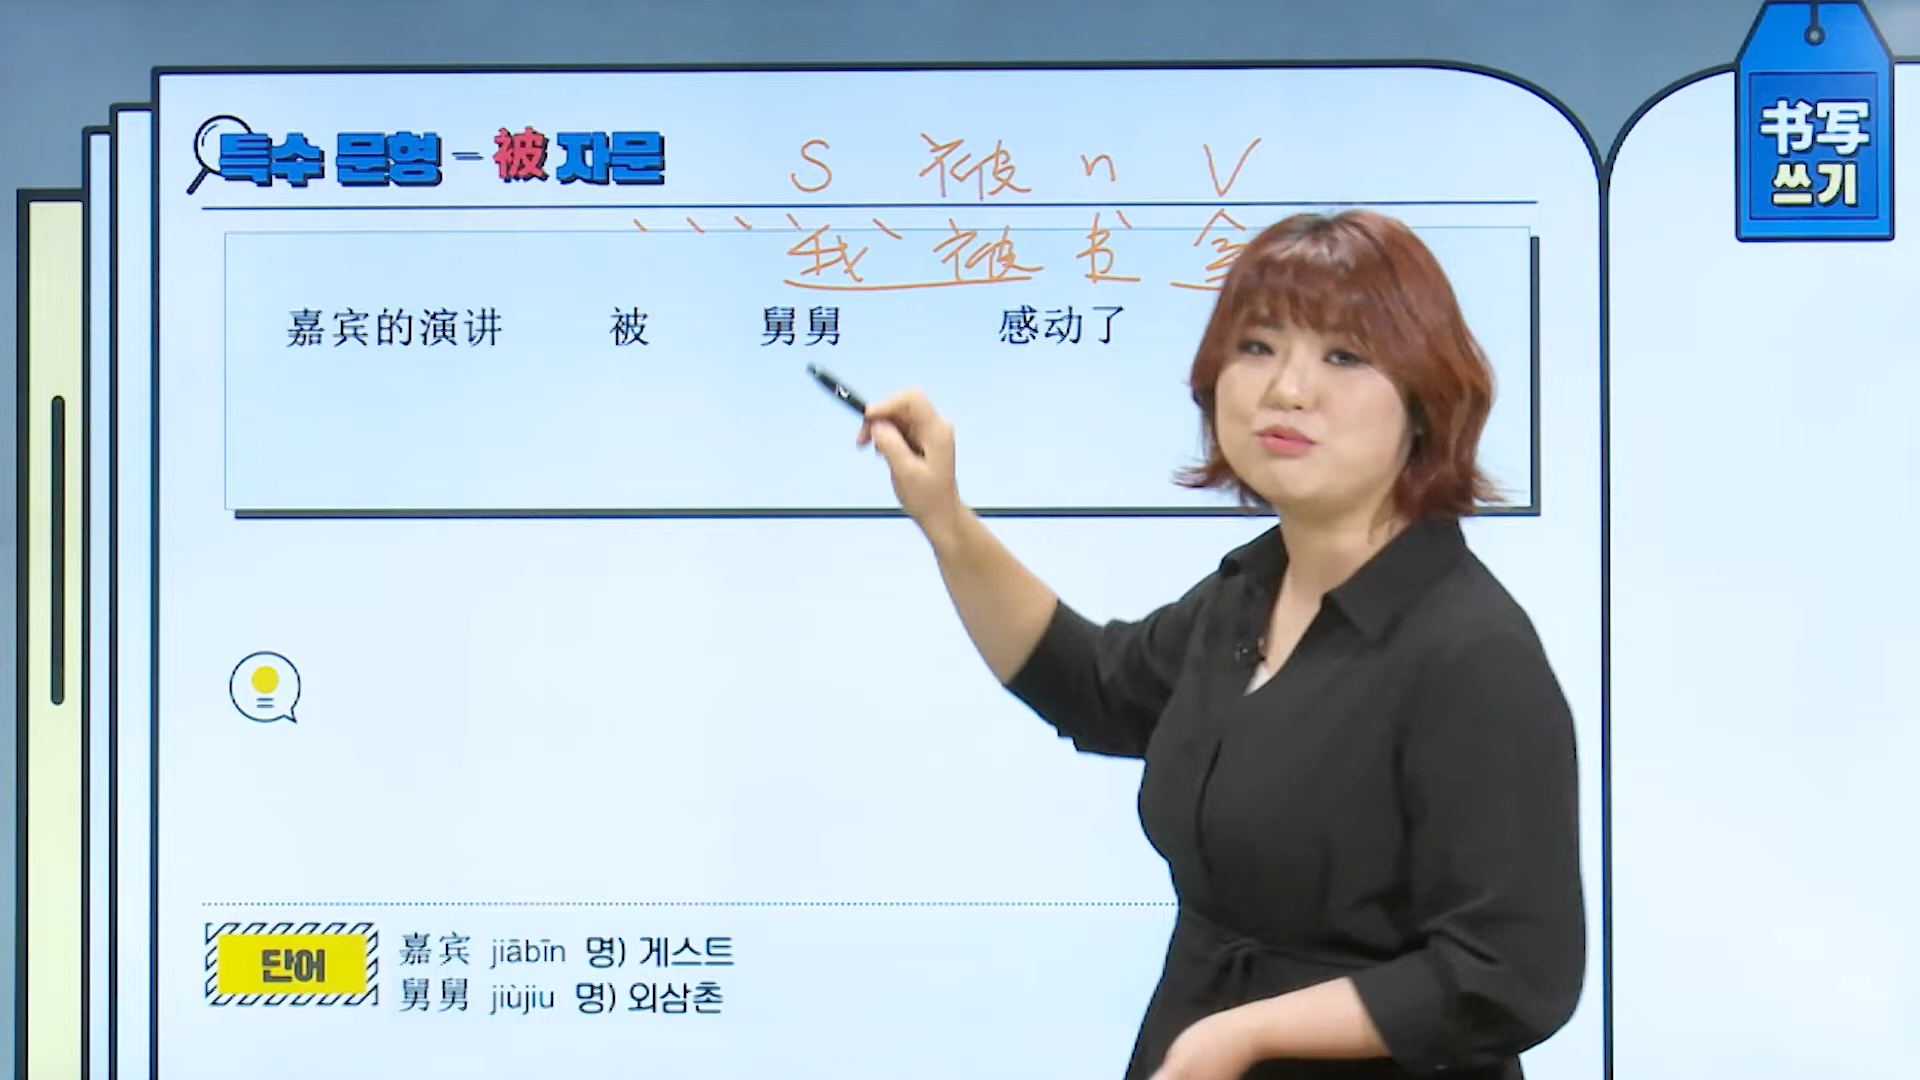 书写
쓰기
특수 문형 - 被 자문
S 被 n V
我 被 书
嘉宾的演讲 被 舅舅 感动了
단어
嘉宾 jiābīn 명) 게스트
舅舅 jiùjiu 명) 외삼촌